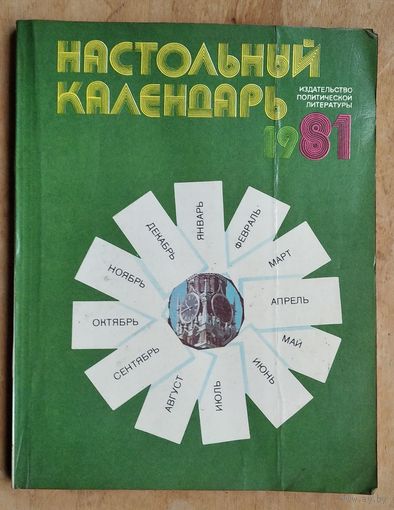 НАСТОЛЬНЫЙ
КАЛЕНДАРЬ
ИЗДАТЕЛЬСТВО
ПОЛИТИЧЕСКОЙ
ЛИТЕРАТУРЫ
1981
ЯНВАРЬ
ФЕВРАЛЬ
МАРТ
АПРЕЛЬ
МАЙ
ИЮНЬ
ИЮЛЬ
АВГУСТ
СЕНТЯБРЬ
ОКТЯБРЬ
НОЯБРЬ
ДЕКАБРЬ